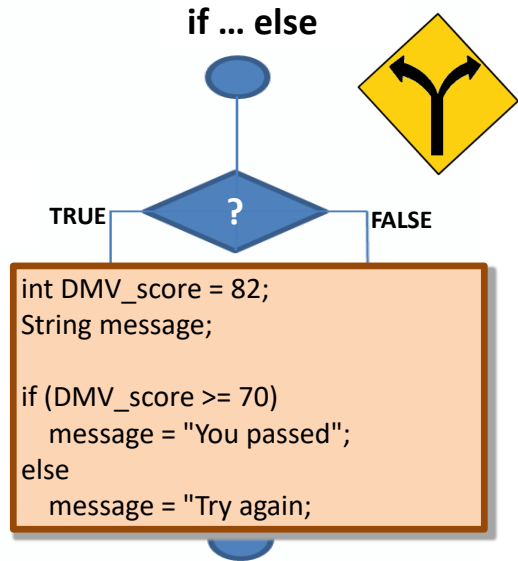 if ... else
?
TRUE
FALSE
int DMV_score = 82;
String message;
if (DMV_score >= 70)
message = "You passed";
else
message = "Try again;